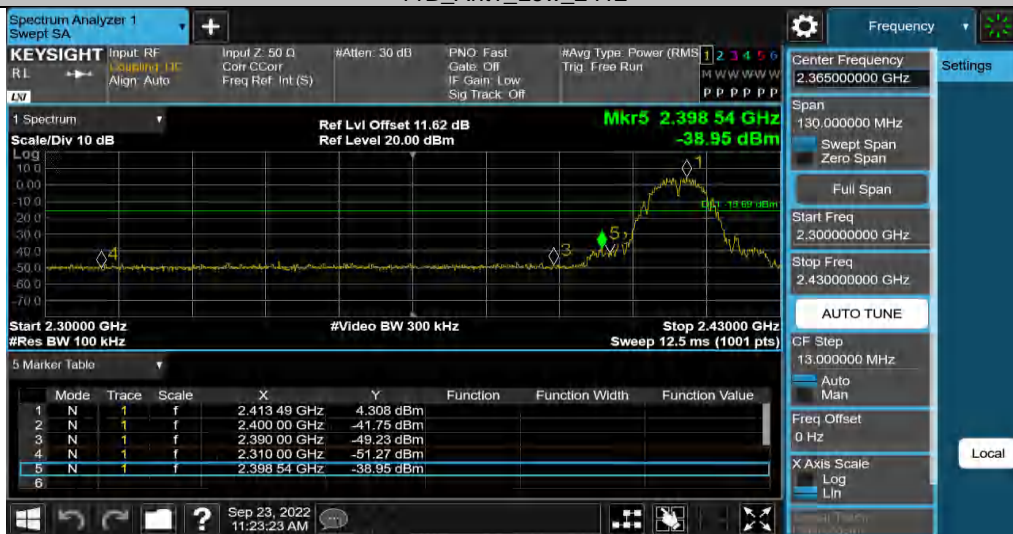 Spectrum Analyzer 1
Swept SA
+
Frequency
KEYSIGHT
RL
LXI
Input: RF
Coupling: DC
Align: Auto
Input Z: 50 Ω
Corr CCorr
Freq Ref: Int (S)
#Atten: 30 dB
PNO: Fast
Gate: Off
IF Gain: Low
Sig Track: Off
#Avg Type: Power (RMS
Trig: Free Run
1 2 3 4 5 6
M W W W W W
P P P P P P
1 Spectrum
Scale/Div 10 dB
Ref Lvl Offset 11.62 dB
Ref Level 20.00 dBm
Mkr5 2.398 54 GHz
-38.95 dBm
Log
10.0
0.00
-10.0
-20.0
-30.0
-40.0
-50.0
-60.0
-70.0
1
3
4
5
Start 2.30000 GHz
#Res BW 100 kHz
#Video BW 300 kHz
Stop 2.43000 GHz
Sweep 12.5 ms (1001 pts)
5 Marker Table
Mode Trace Scale X Y Function Function Width Function Value
1 N 1 f 2.413 49 GHz 4.308 dBm
2 N 1 f 2.400 00 GHz -41.75 dBm
3 N 1 f 2.390 00 GHz -49.23 dBm
4 N 1 f 2.310 00 GHz -51.27 dBm
5 N 1 f 2.398 54 GHz -38.95 dBm
6
Sep 23, 2022
11:23:23 AM
?
Center Frequency
2.365000000 GHz
Settings
Span
130.000000 MHz
Swept Span
Zero Span
Full Span
Start Freq
2.300000000 GHz
Stop Freq
2.430000000 GHz
AUTO TUNE
CF Step
13.000000 MHz
Auto
Man
Freq Offset
0 Hz
X Axis Scale
Log
Lin
Local